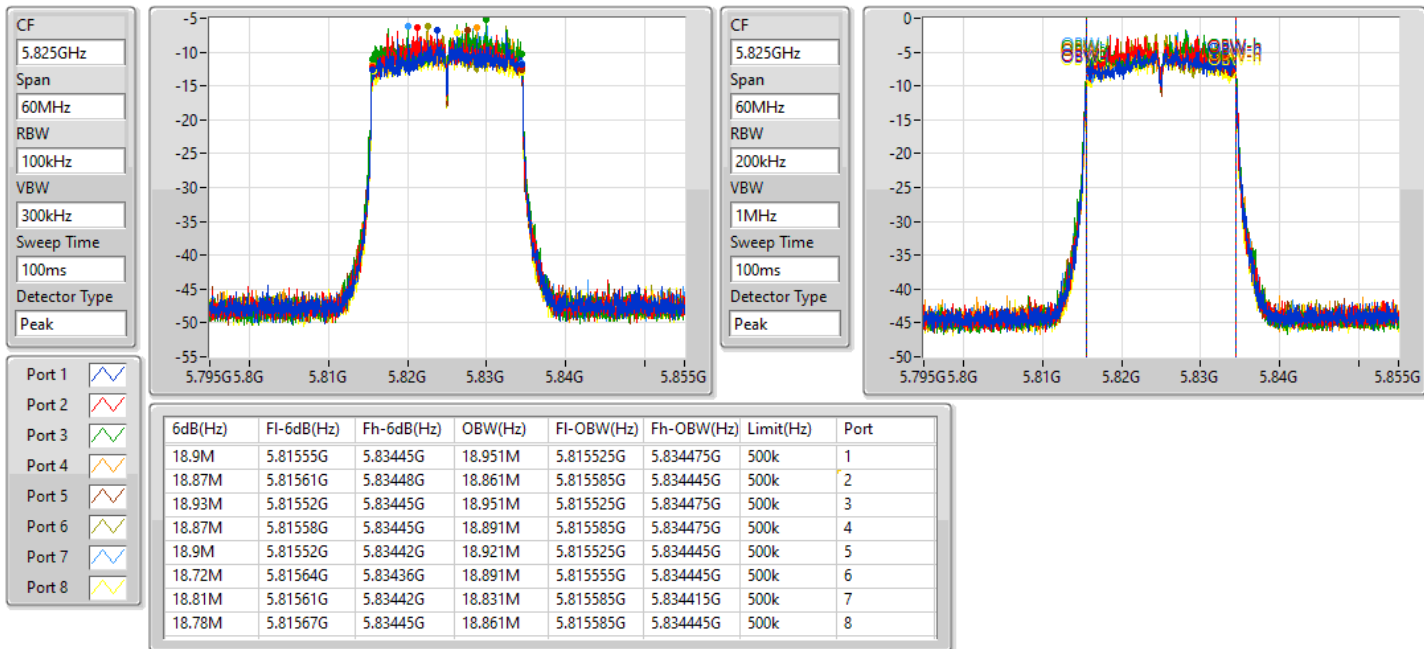 CF
5.825GHz
Span
60MHz
RBW
100kHz
VBW
300kHz
Sweep Time
100ms
Detector Type
Peak
-5
-10
-15
-20
-25
-30
-35
-40
-45
-50
-55
5.795G 5.8G 5.81G 5.82G 5.83G 5.84G 5.855G
CF
5.825GHz
Span
60MHz
RBW
200kHz
VBW
1MHz
Sweep Time
100ms
Detector Type
Peak
0
-5
-10
-15
-20
-25
-30
-35
-40
-45
-50
OBW-h
5.795G 5.8G 5.81G 5.82G 5.83G 5.84G 5.855G
Port 1
Port 2
Port 3
Port 4
Port 5
Port 6
Port 7
Port 8
6dB(Hz) Fl-6dB(Hz) Fh-6dB(Hz) OBW(Hz) Fl-OBW(Hz) Fh-OBW(Hz) Limit(Hz) Port
18.9M 5.81555G 5.83445G 18.951M 5.815525G 5.834475G 500k 1
18.87M 5.81561G 5.83448G 18.861M 5.815585G 5.834445G 500k 2
18.93M 5.81552G 5.83445G 18.951M 5.815525G 5.834475G 500k 3
18.87M 5.81558G 5.83445G 18.891M 5.815585G 5.834475G 500k 4
18.9M 5.81552G 5.83442G 18.921M 5.815525G 5.834445G 500k 5
18.72M 5.81564G 5.83436G 18.891M 5.815555G 5.834445G 500k 6
18.81M 5.81561G 5.83442G 18.831M 5.815585G 5.834415G 500k 7
18.78M 5.81567G 5.83445G 18.861M 5.815585G 5.834445G 500k 8